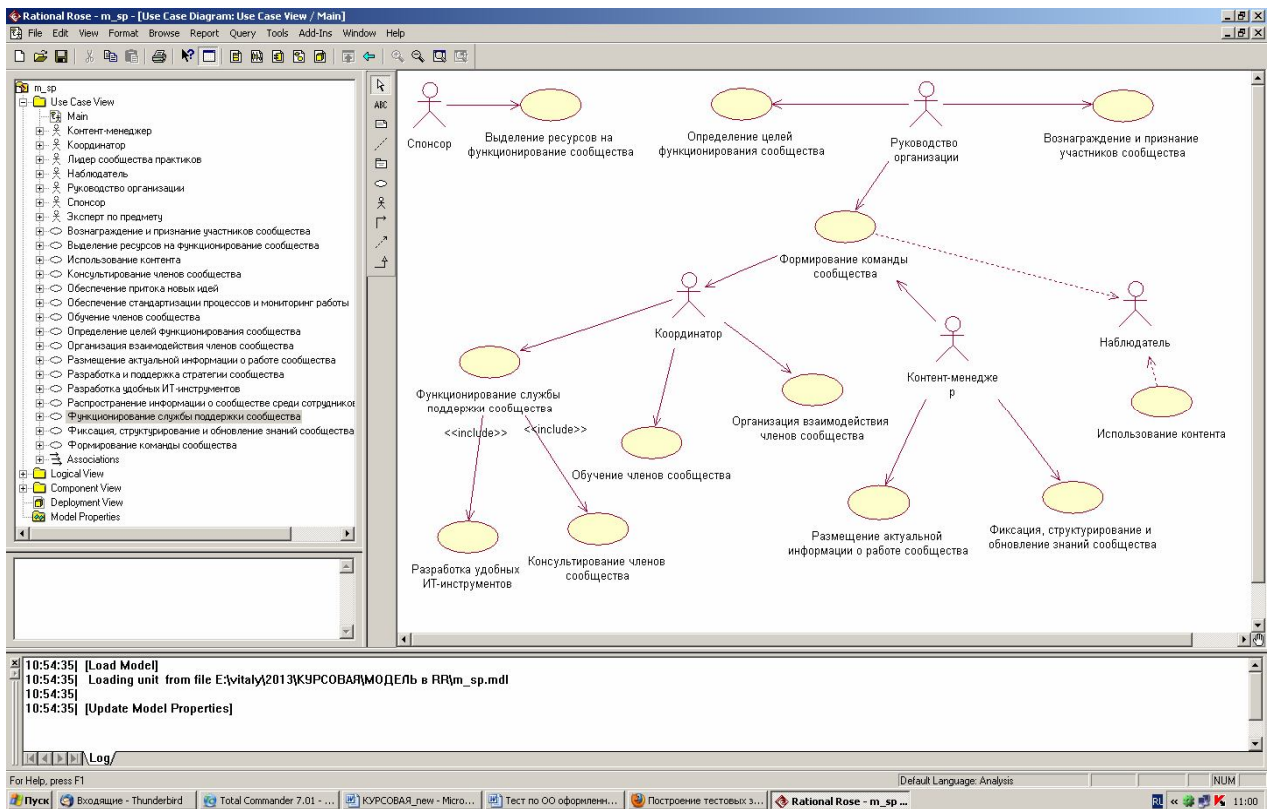 Rational Rose - m_sp - [Use Case Diagram: Use Case View / Main]
File Edit View Format Browse Report Query Tools Add-Ins Window Help
m_sp
Use Case View
Main
Контент-менеджер
Координатор
Лидер сообщества практиков
Наблюдатель
Руководство организации
Спонсор
Эксперт по предмету
Вознаграждение и признание участников сообщества
Выделение ресурсов на функционирование сообщества
Использование контента
Консультирование членов сообщества
Обеспечение притока новых идей
Обеспечение стандартизации процессов и мониторинг работы
Обучение членов сообщества
Определение целей функционирования сообщества
Организация взаимодействия членов сообщества
Размещение актуальной информации о работе сообщества
Разработка и поддержка стратегии сообщества
Разработка удобных ИТ-инструментов
Распространение информации о сообществе среди сотрудников
Функционирование службы поддержки сообщества
Фиксация, структурирование и обновление знаний сообщества
Формирование команды сообщества
Associations
Logical View
Component View
Deployment View
Model Properties
ABC
Спонсор
Выделение ресурсов на
функционирование сообщества
Определение целей
функционирования сообщества
Руководство
организации
Вознаграждение и признание
участников сообщества
Формирование команды
сообщества
Координатор
Наблюдатель
Контент-менедже
р
Функционирование службы
поддержки сообщества
<<include>>
<<include>>
Организация взаимодействия
членов сообщества
Использование контента
Обучение членов сообщества
Размещение актуальной
информации о работе сообщества
Фиксация, структурирование и
обновление знаний сообщества
Разработка удобных
ИТ-инструментов
Консультирование членов
сообщества
10:54:35| [Load Model]
10:54:35| Loading unit from file E:\vitaly\2013\КУРСОВАЯ\МОДЕЛЬ в RR\m_sp.mdl
10:54:35|
10:54:35| [Update Model Properties]
Log
For Help, press F1
Default Language: Analysis
NUM
Пуск
Входящие - Thunderbird
Total Commander 7.01 - ...
КУРСОВАЯ_new - Micro...
Тест по ОО оформленн...
Построение тестовых з...
Rational Rose - m_sp ...
RU
11:00